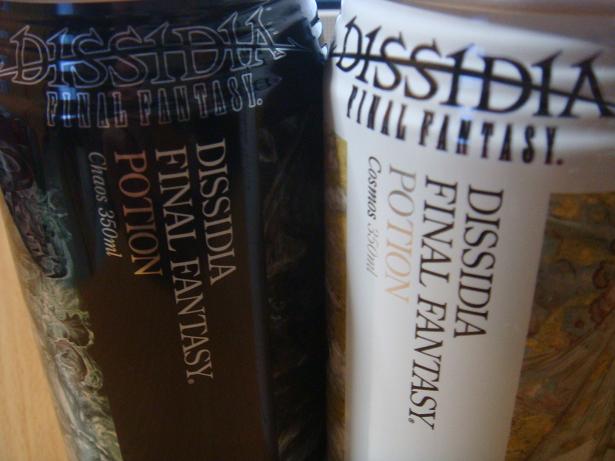 DISSIDIA
FINAL FANTASY.
DISSIDIA
FINAL FANTASY.
POTION
Chaos 350ml
DISSIDIA
FINAL FANTASY.
DISSIDIA
FINAL FANTASY.
POTION
Cosmos 350ml